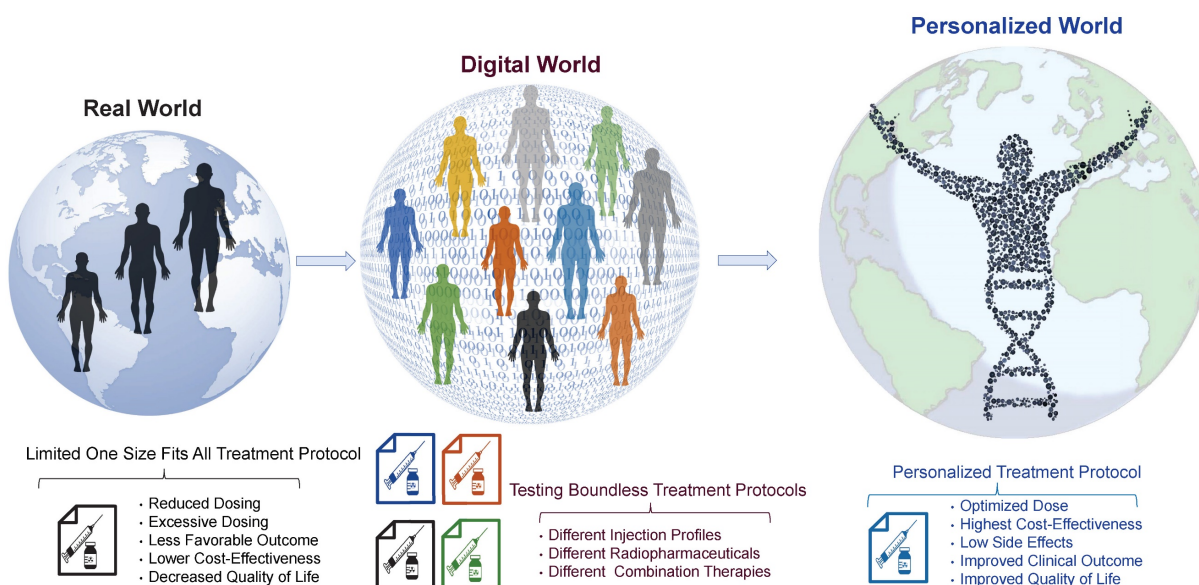 Real World
Digital World
Personalized World
Limited One Size Fits All Treatment Protocol
• Reduced Dosing
• Excessive Dosing
• Less Favorable Outcome
• Lower Cost-Effectiveness
• Decreased Quality of Life
Testing Boundless Treatment Protocols
• Different Injection Profiles
• Different Radiopharmaceuticals
• Different Combination Therapies
Personalized Treatment Protocol
• Optimized Dose
• Highest Cost-Effectiveness
• Low Side Effects
• Improved Clinical Outcome
• Improved Quality of Life